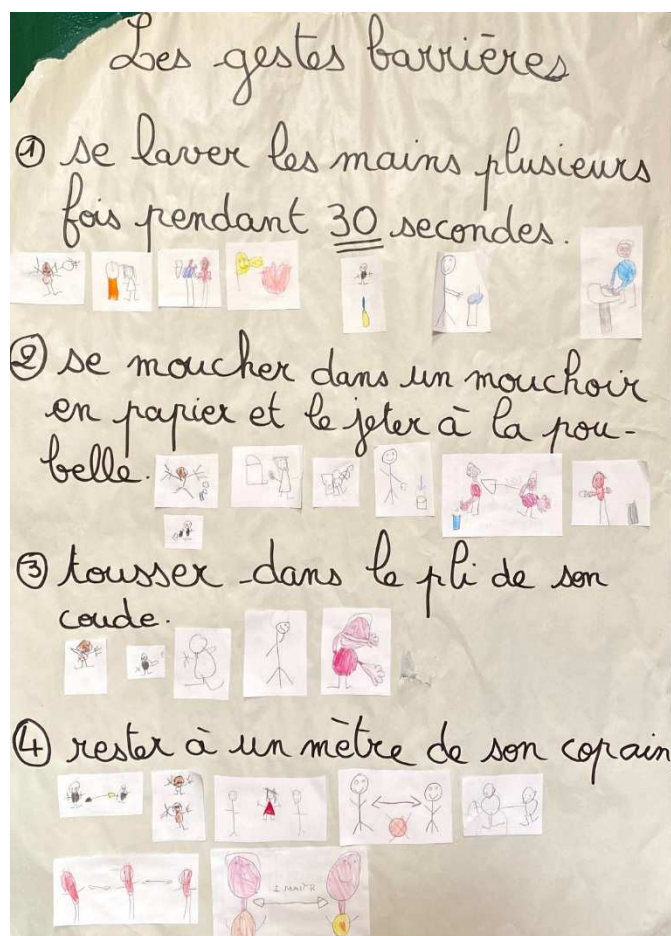 Les gestes barrières
① se laver les mains plusieurs
fois pendant 30 secondes.
② se moucher dans un mouchoir
en papier et le jeter à la pou-
belle.
③ tousser dans le pli de son
coude.
④ rester à un mètre de son copain